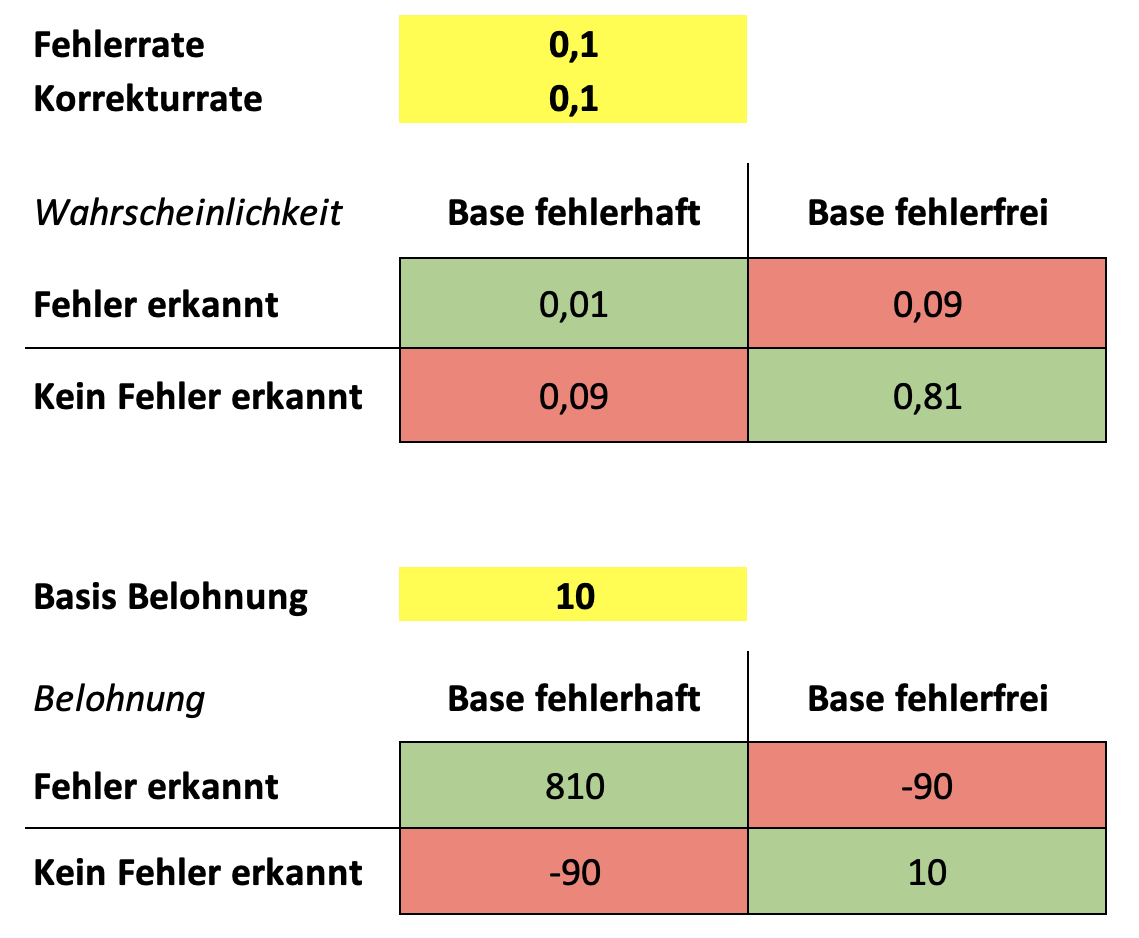 Fehlerrate 0,1
Korrekturrate 0,1
Wahrscheinlichkeit Base fehlerhaft Base fehlerfrei
Fehler erkannt 0,01 0,09
Kein Fehler erkannt 0,09 0,81
Basis Belohnung 10
Belohnung Base fehlerhaft Base fehlerfrei
Fehler erkannt 810 -90
Kein Fehler erkannt -90 10